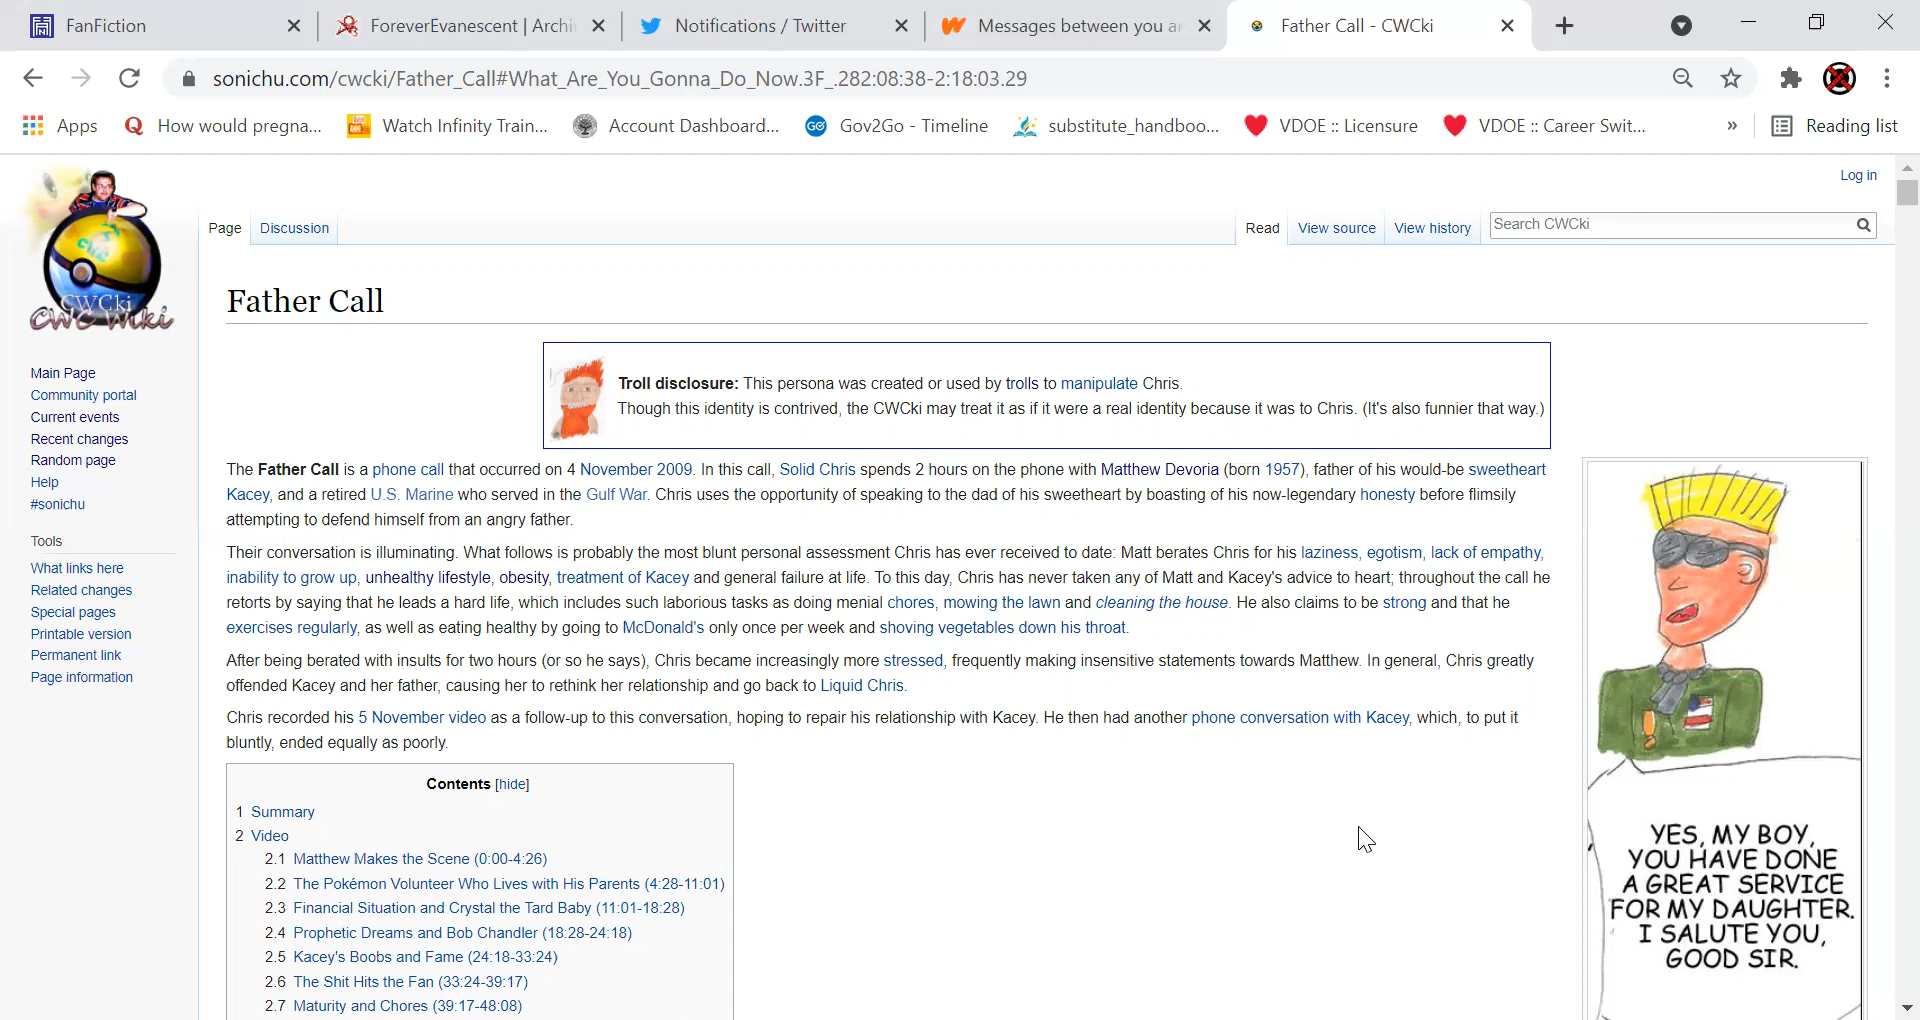 FanFiction
ForeverEvanescent | Archi
Notifications / Twitter
Messages between you a
Father Call - CWCki
sonichu.com/cwcki/Father_Call#What_Are_You_Gonna_Do_Now.3F_.282:08:38-2:18:03.29
Apps
How would pregna...
Watch Infinity Train...
Account Dashboard...
GO
Gov2Go - Timeline
substitute_handboo...
VDOE :: Licensure
VDOE :: Career Swit...
»
Reading list
Log in
CWCki
CWC Wiki
Page
Discussion
Read
View source
View history
Search CWCki
Father Call
Main Page
Community portal
Current events
Recent changes
Random page
Help
#sonichu
Tools
What links here
Related changes
Special pages
Printable version
Permanent link
Page information
Troll disclosure: This persona was created or used by trolls to manipulate Chris.
Though this identity is contrived, the CWCki may treat it as if it were a real identity because it was to Chris. (It's also funnier that way.)
The Father Call is a phone call that occurred on 4 November 2009. In this call, Solid Chris spends 2 hours on the phone with Matthew Devoria (born 1957), father of his would-be sweetheart
Kacey, and a retired U.S. Marine who served in the Gulf War. Chris uses the opportunity of speaking to the dad of his sweetheart by boasting of his now-legendary honesty before flimsily
attempting to defend himself from an angry father.
Their conversation is illuminating. What follows is probably the most blunt personal assessment Chris has ever received to date: Matt berates Chris for his laziness, egotism, lack of empathy,
inability to grow up, unhealthy lifestyle, obesity, treatment of Kacey and general failure at life. To this day, Chris has never taken any of Matt and Kacey's advice to heart; throughout the call he
retorts by saying that he leads a hard life, which includes such laborious tasks as doing menial chores, mowing the lawn and cleaning the house. He also claims to be strong and that he
exercises regularly, as well as eating healthy by going to McDonald's only once per week and shoving vegetables down his throat.
After being berated with insults for two hours (or so he says), Chris became increasingly more stressed, frequently making insensitive statements towards Matthew. In general, Chris greatly
offended Kacey and her father, causing her to rethink her relationship and go back to Liquid Chris.
Chris recorded his 5 November video as a follow-up to this conversation, hoping to repair his relationship with Kacey. He then had another phone conversation with Kacey, which, to put it
bluntly, ended equally as poorly.
Contents [hide]
1 Summary
2 Video
2.1 Matthew Makes the Scene (0:00-4:26)
2.2 The Pokémon Volunteer Who Lives with His Parents (4:28-11:01)
2.3 Financial Situation and Crystal the Tard Baby (11:01-18:28)
2.4 Prophetic Dreams and Bob Chandler (18:28-24:18)
2.5 Kacey's Boobs and Fame (24:18-33:24)
2.6 The Shit Hits the Fan (33:24-39:17)
2.7 Maturity and Chores (39:17-48:08)
YES, MY BOY,
YOU HAVE DONE
A GREAT SERVICE
FOR MY DAUGHTER.
I SALUTE YOU,
GOOD SIR.